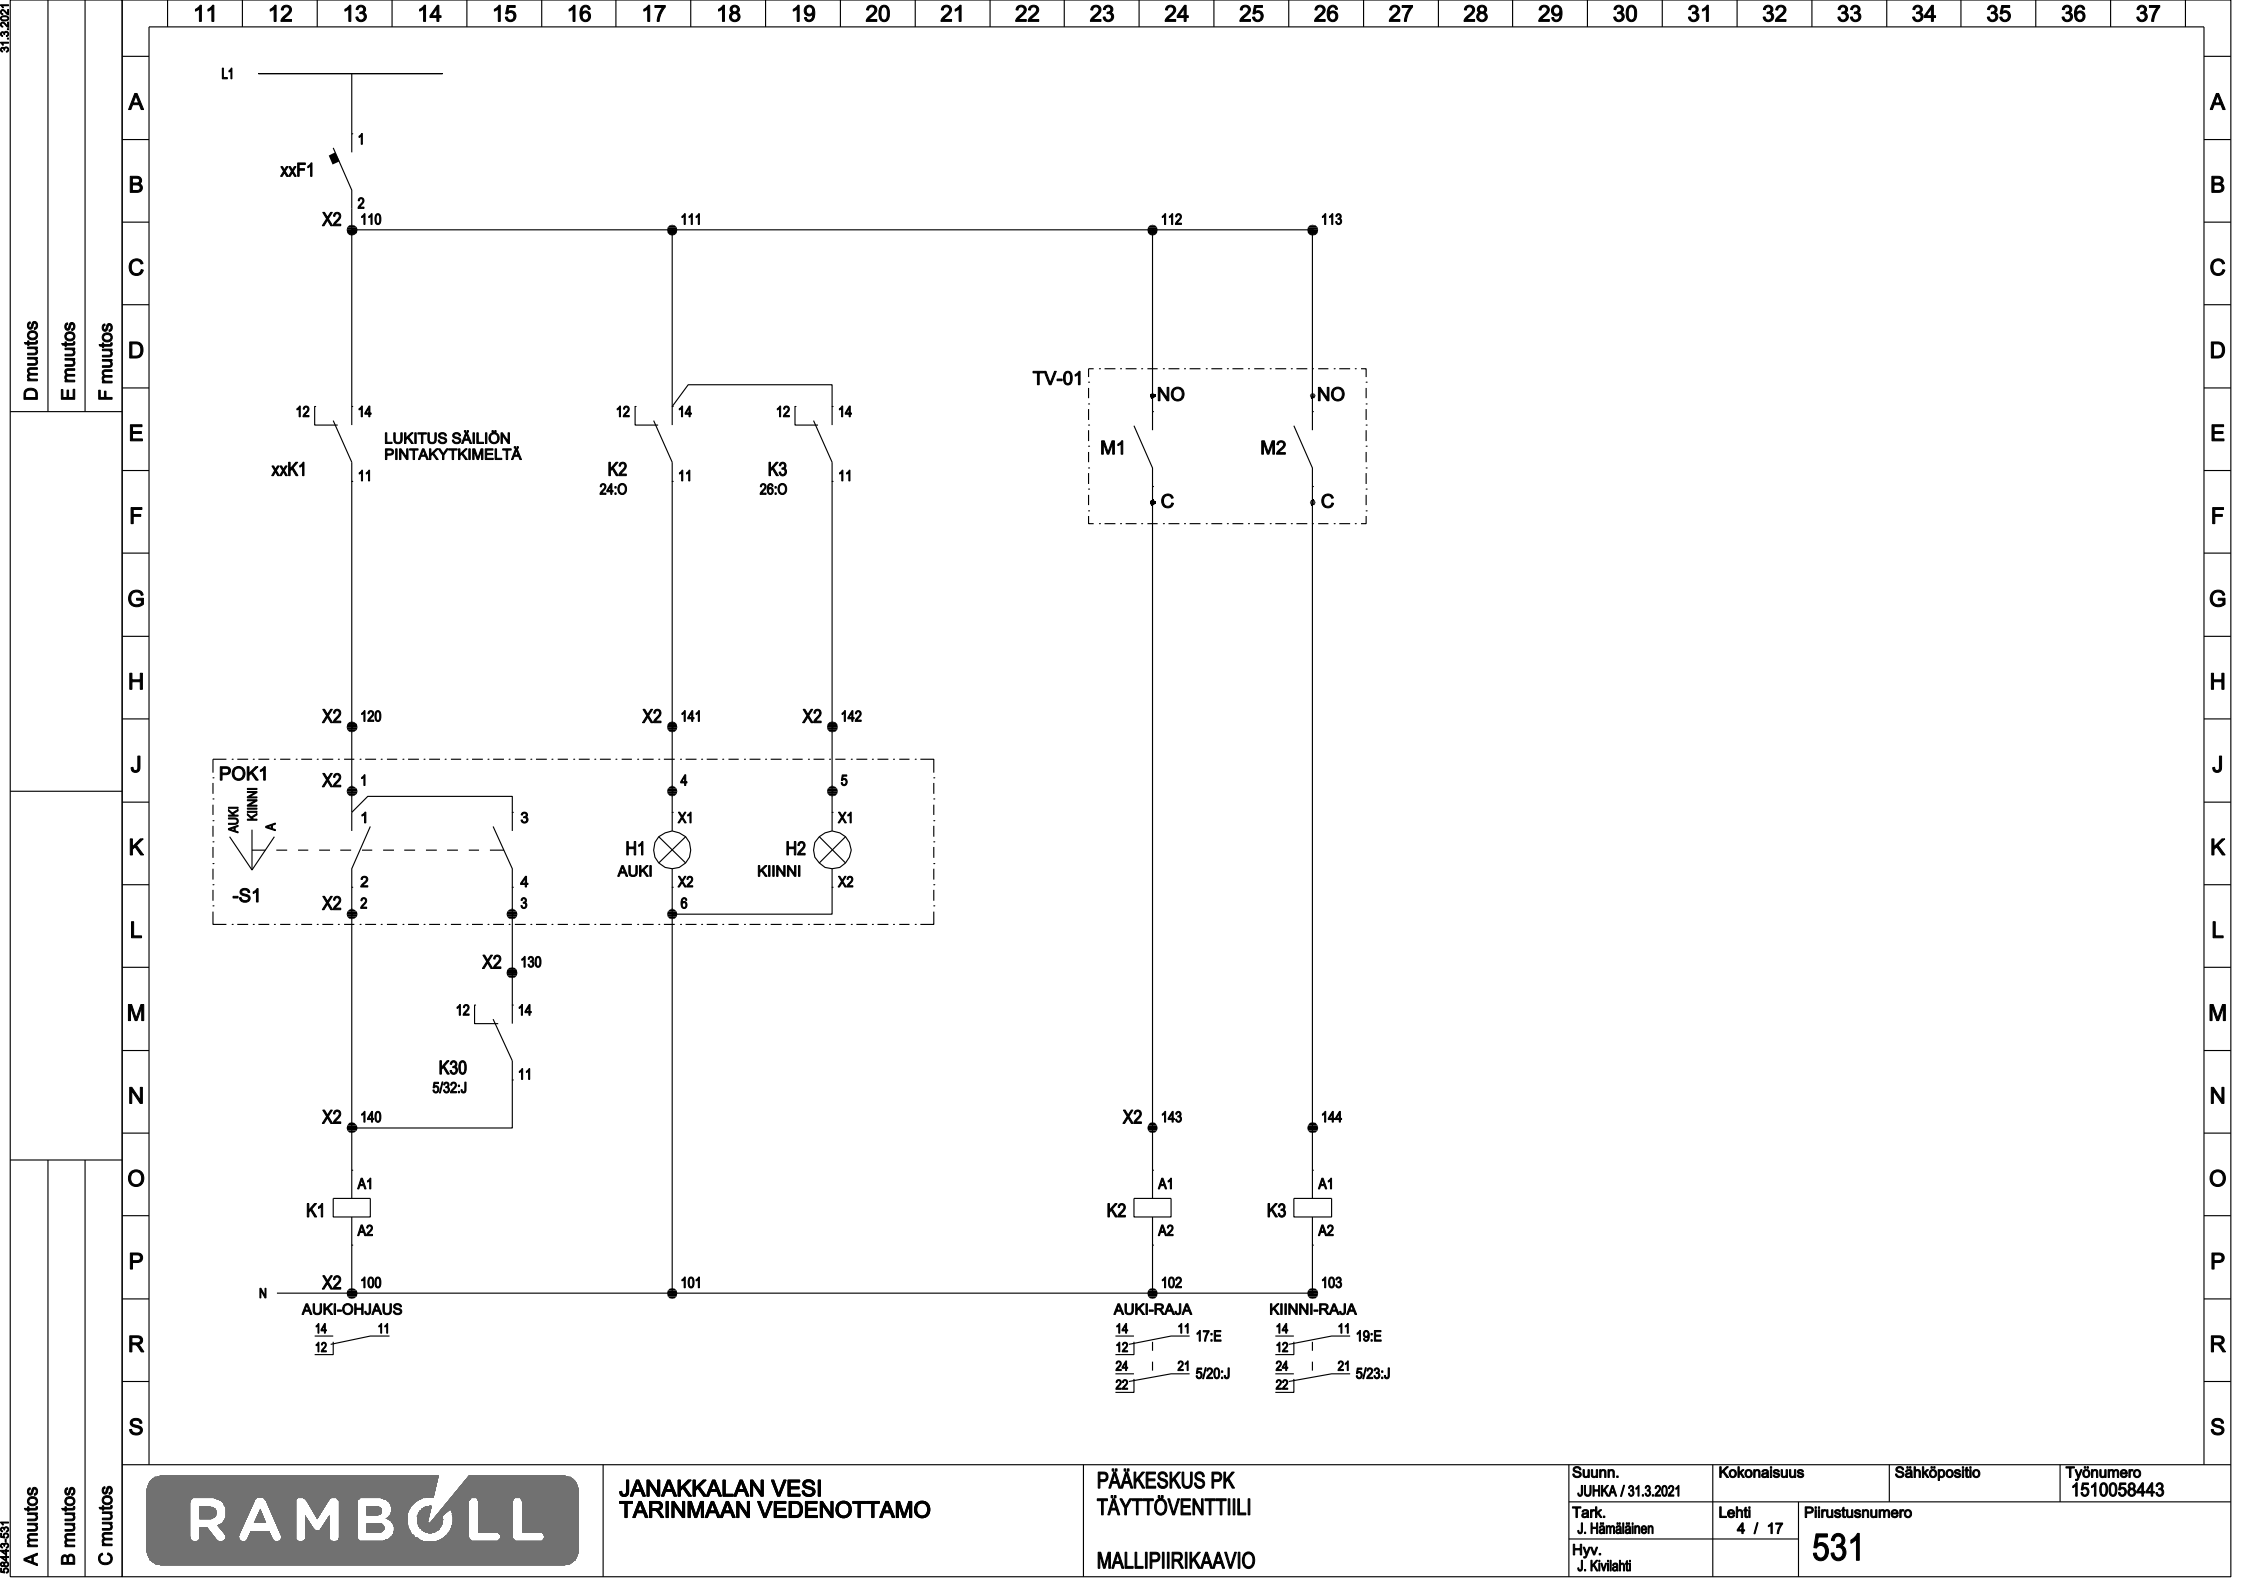 11 12 13 14 15 16 17 18 19 20 21 22 23 24 25 26 27 28 29 30 31 32 33 34 35 36 37
31.3.2021
D muutos
E muutos
F muutos
A A
B B
C C
D D
E E
F F
G G
H H
J J
K K
L L
M M
N N
O O
P P
R R
S S
L1
1
xxF1
2
X2 110 111 112 113
TV-01
NO NO
12 14 12 14 12 14
LUKITUS SÄILIÖN
PINTAKYTKIMELTÄ
M1 M2
xxK1 11 K2 11 K3 11
24:O 26:O
C C
X2 120 X2 141 X2 142
POK1
X2 1 4 5
AUKI
KIINNI
A
1 3 X1 X1
H1 H2
AUKI KIINNI
2 4 X2 X2
-S1
X2 2 3 6
X2 130
12 14
K30 11
5/32:J
X2 140 X2 143 144
A1 A1 A1
K1 K2 K3
A2 A2 A2
N X2 100 101 102 103
AUKI-OHJAUS AUKI-RAJA KIINNI-RAJA
14 11 14 11 17:E 14 11 19:E
12 12 12
24 21 5/20:J 24 21 5/23:J
22 22
58443-531
A muutos
B muutos
C muutos
RAMBOLL
JANAKKALAN VESI
TARINMAAN VEDENOTTAMO
PÄÄKESKUS PK
TÄYTTÖVENTTIILI
MALLIPIIRIKAAVIO
Suunn.
JUHKA / 31.3.2021
Kokonaisuus
Sähköpositio
Työnumero
1510058443
Tark.
J. Hämäläinen
Lehti
4 / 17
Piirustusnumero
531
Hyv.
J. Kivilahti